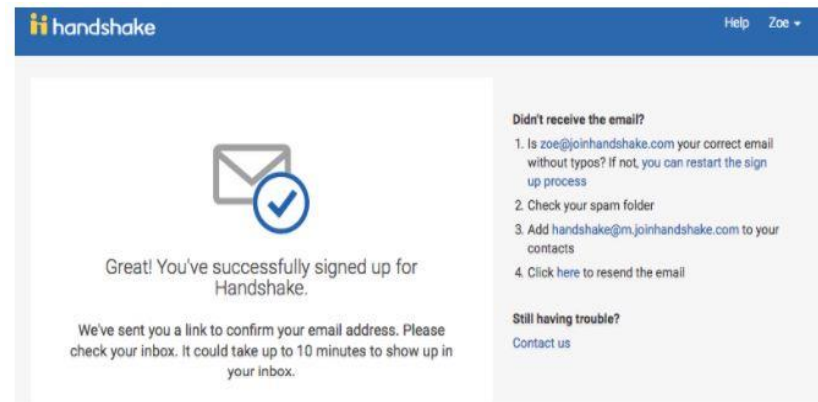 handshake
Help Zoe
Great! You've successfully signed up for
Handshake.
We've sent you a link to confirm your email address. Please
check your inbox. It could take up to 10 minutes to show up in
your inbox.
Didn't receive the email?
1. Is zoe@joinhandshake.com your correct email
without typos? If not, you can restart the sign
up process
2. Check your spam folder
3. Add handshake@m.joinhandshake.com to your
contacts
4. Click here to resend the email
Still having trouble?
Contact us